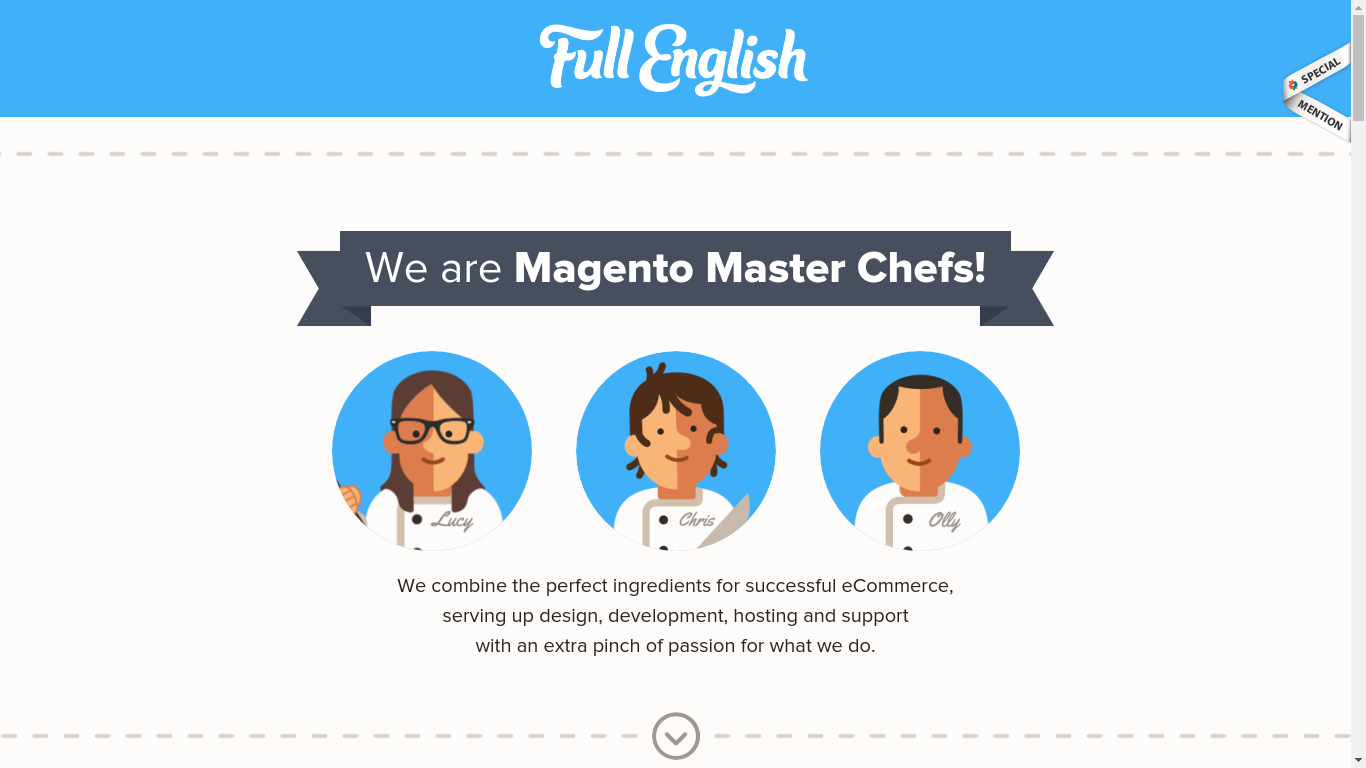 Full English
SPECIAL
MENTION
We are Magento Master Chefs!
Lucy
Chris
Olly
We combine the perfect ingredients for successful eCommerce,
serving up design, development, hosting and support
with an extra pinch of passion for what we do.